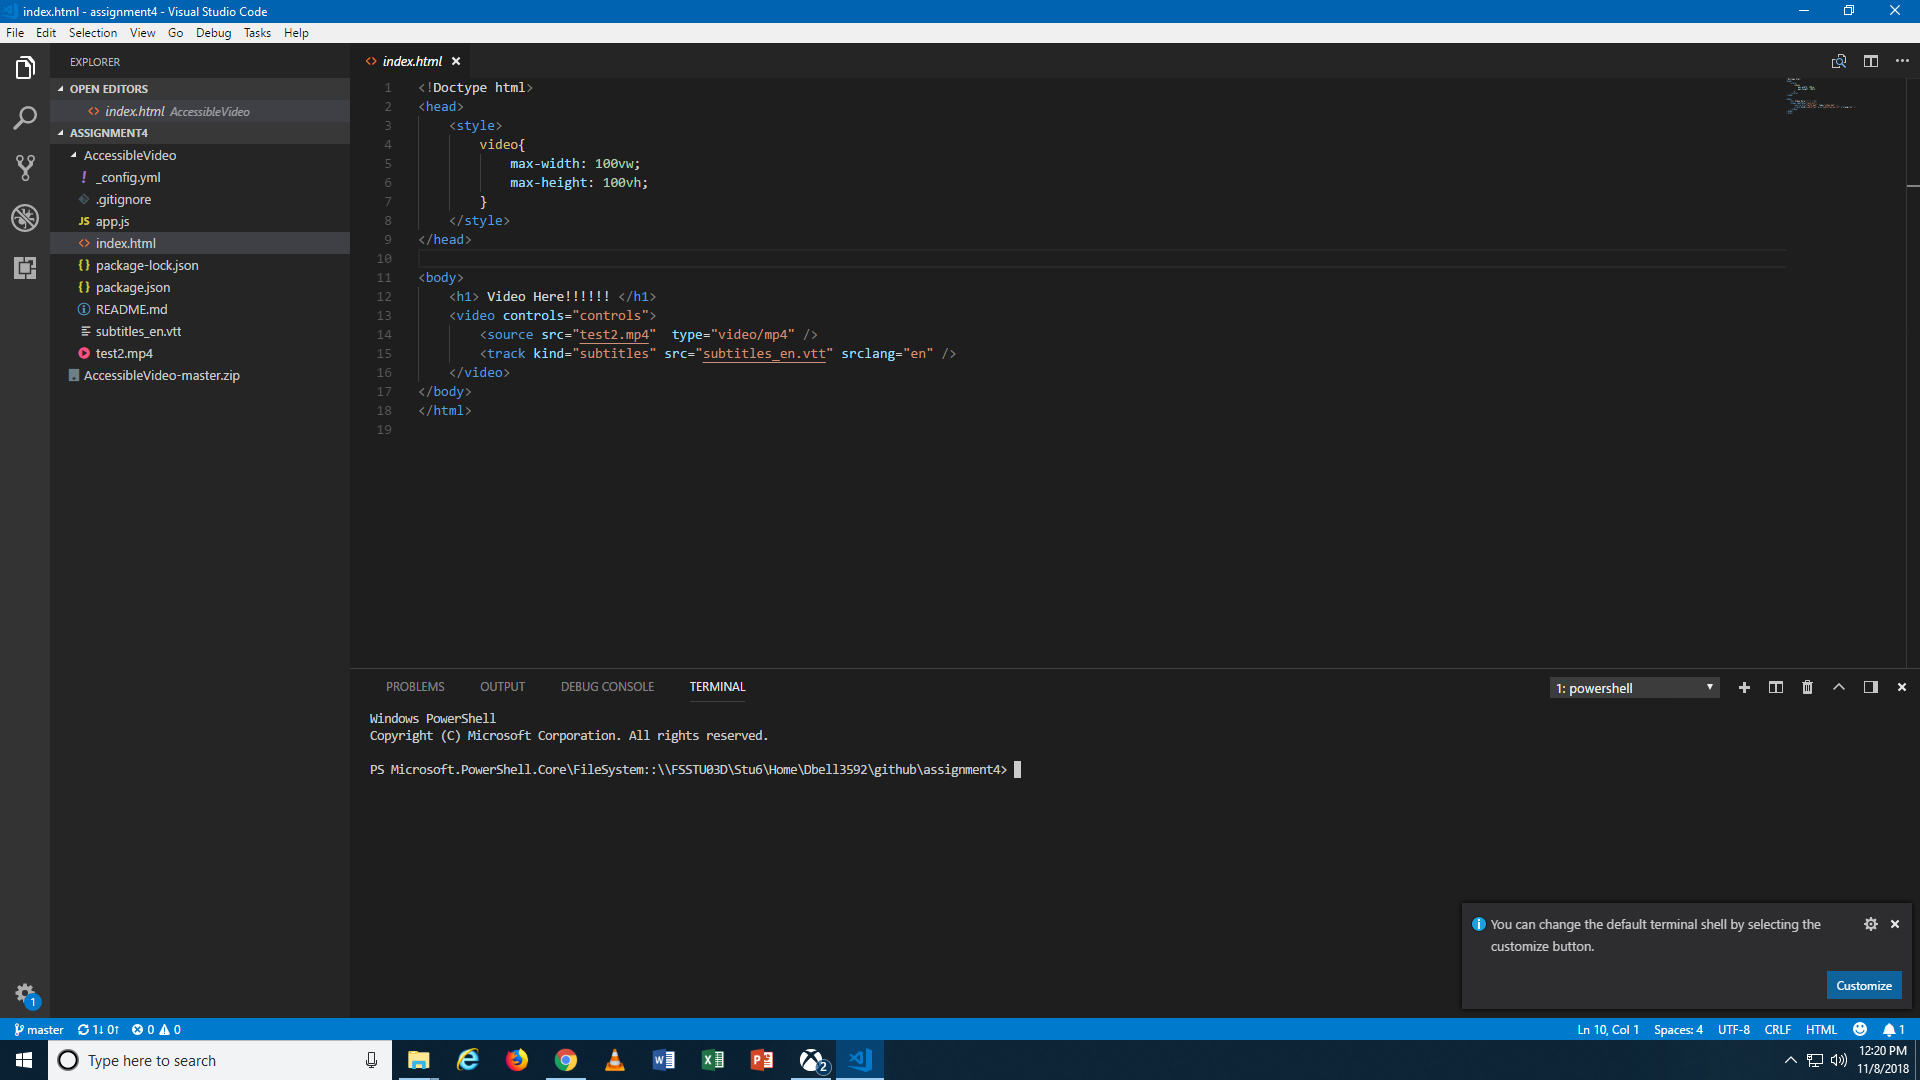 index.html - assignment4 - Visual Studio Code
File Edit Selection View Go Debug Tasks Help
EXPLORER
OPEN EDITORS
<> index.html AccessibleVideo
ASSIGNMENT4
AccessibleVideo
! _config.yml
.gitignore
JS app.js
<> index.html
{} package-lock.json
{} package.json
README.md
subtitles_en.vtt
test2.mp4
AccessibleVideo-master.zip
<> index.html
1 <!Doctype html>
2 <head>
3 <style>
4 video{
5 max-width: 100vw;
6 max-height: 100vh;
7 }
8 </style>
9 </head>
10
11 <body>
12 <h1> Video Here!!!!!! </h1>
13 <video controls="controls">
14 <source src="test2.mp4"  type="video/mp4" />
15 <track kind="subtitles" src="subtitles_en.vtt" srclang="en" />
16 </video>
17 </body>
18 </html>
19
PROBLEMS OUTPUT DEBUG CONSOLE TERMINAL
1: powershell
Windows PowerShell
Copyright (C) Microsoft Corporation. All rights reserved.
PS Microsoft.PowerShell.Core\FileSystem::\\FSSTU03D\Stu6\Home\Dbell3592\github\assignment4>
You can change the default terminal shell by selecting the
customize button.
Customize
1
master 1↓ 0↑ 0 0
Ln 10, Col 1 Spaces: 4 UTF-8 CRLF HTML 1
Type here to search
2
12:20 PM
11/8/2018